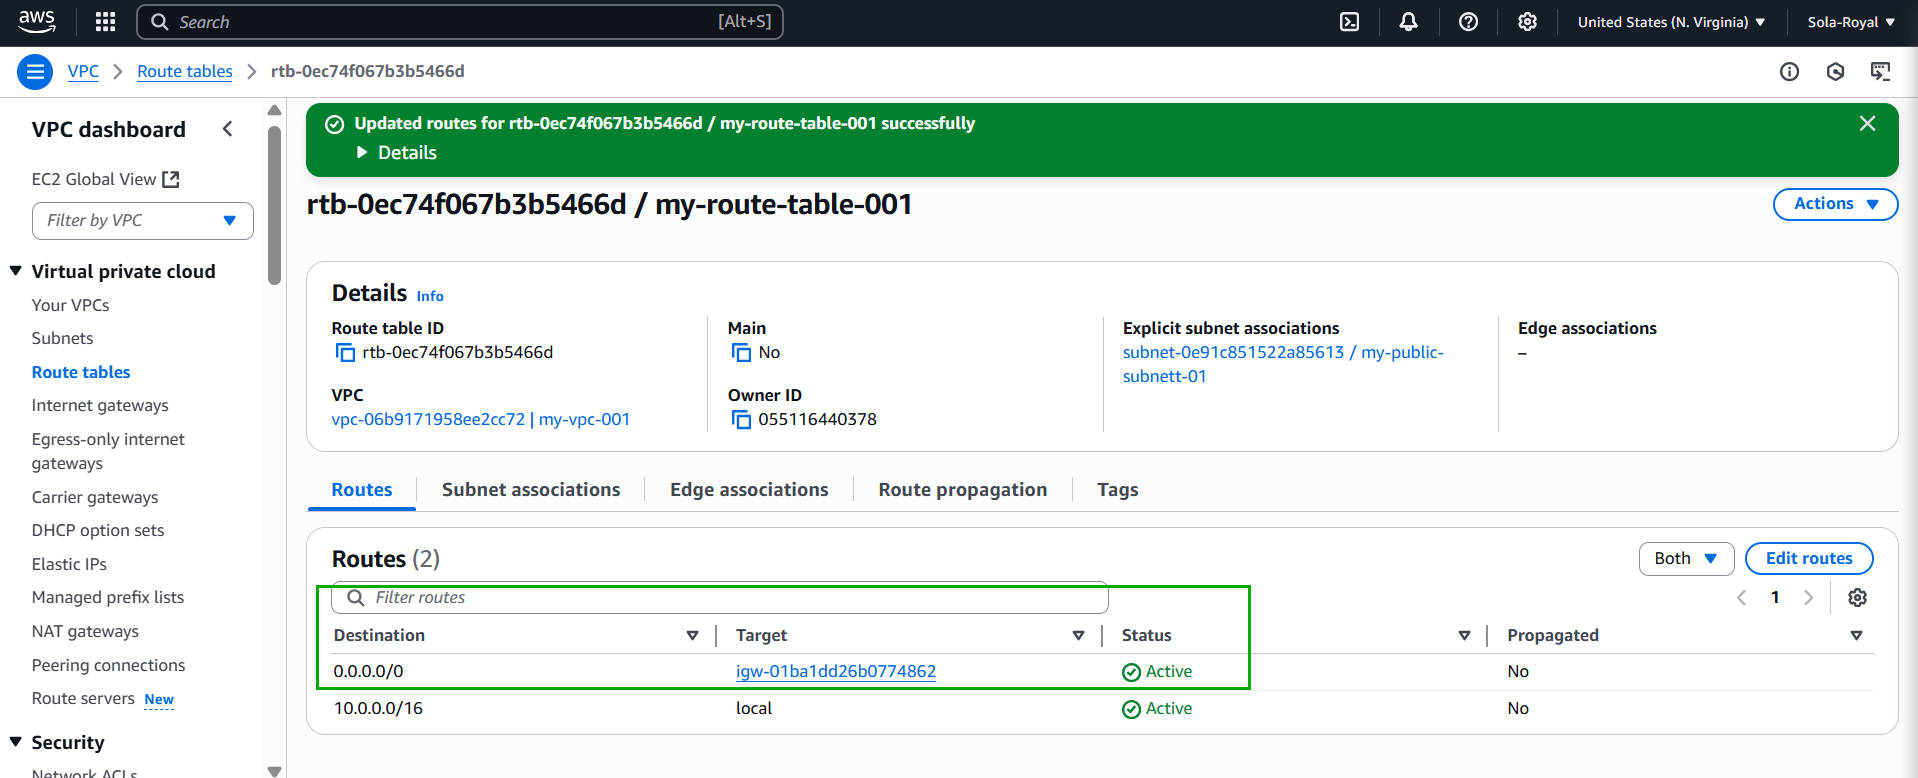 aws
Search [Alt+S]
United States (N. Virginia)
Sola-Royal
VPC
Route tables
rtb-0ec74f067b3b5466d
VPC dashboard
EC2 Global View
Filter by VPC
Virtual private cloud
Your VPCs
Subnets
Route tables
Internet gateways
Egress-only internet
gateways
Carrier gateways
DHCP option sets
Elastic IPs
Managed prefix lists
NAT gateways
Peering connections
Route servers New
Security
Network ACLs
Updated routes for rtb-0ec74f067b3b5466d / my-route-table-001 successfully
Details
rtb-0ec74f067b3b5466d / my-route-table-001
Actions
Details Info
Route table ID
rtb-0ec74f067b3b5466d
VPC
vpc-06b9171958ee2cc72 | my-vpc-001
Main
No
Owner ID
055116440378
Explicit subnet associations
subnet-0e91c851522a85613 / my-public-
subnett-01
Edge associations
–
Routes
Subnet associations
Edge associations
Route propagation
Tags
Routes (2)
Both
Edit routes
Filter routes
1
Destination Target Status Propagated
0.0.0.0/0 igw-01ba1dd26b0774862 Active No
10.0.0.0/16 local Active No